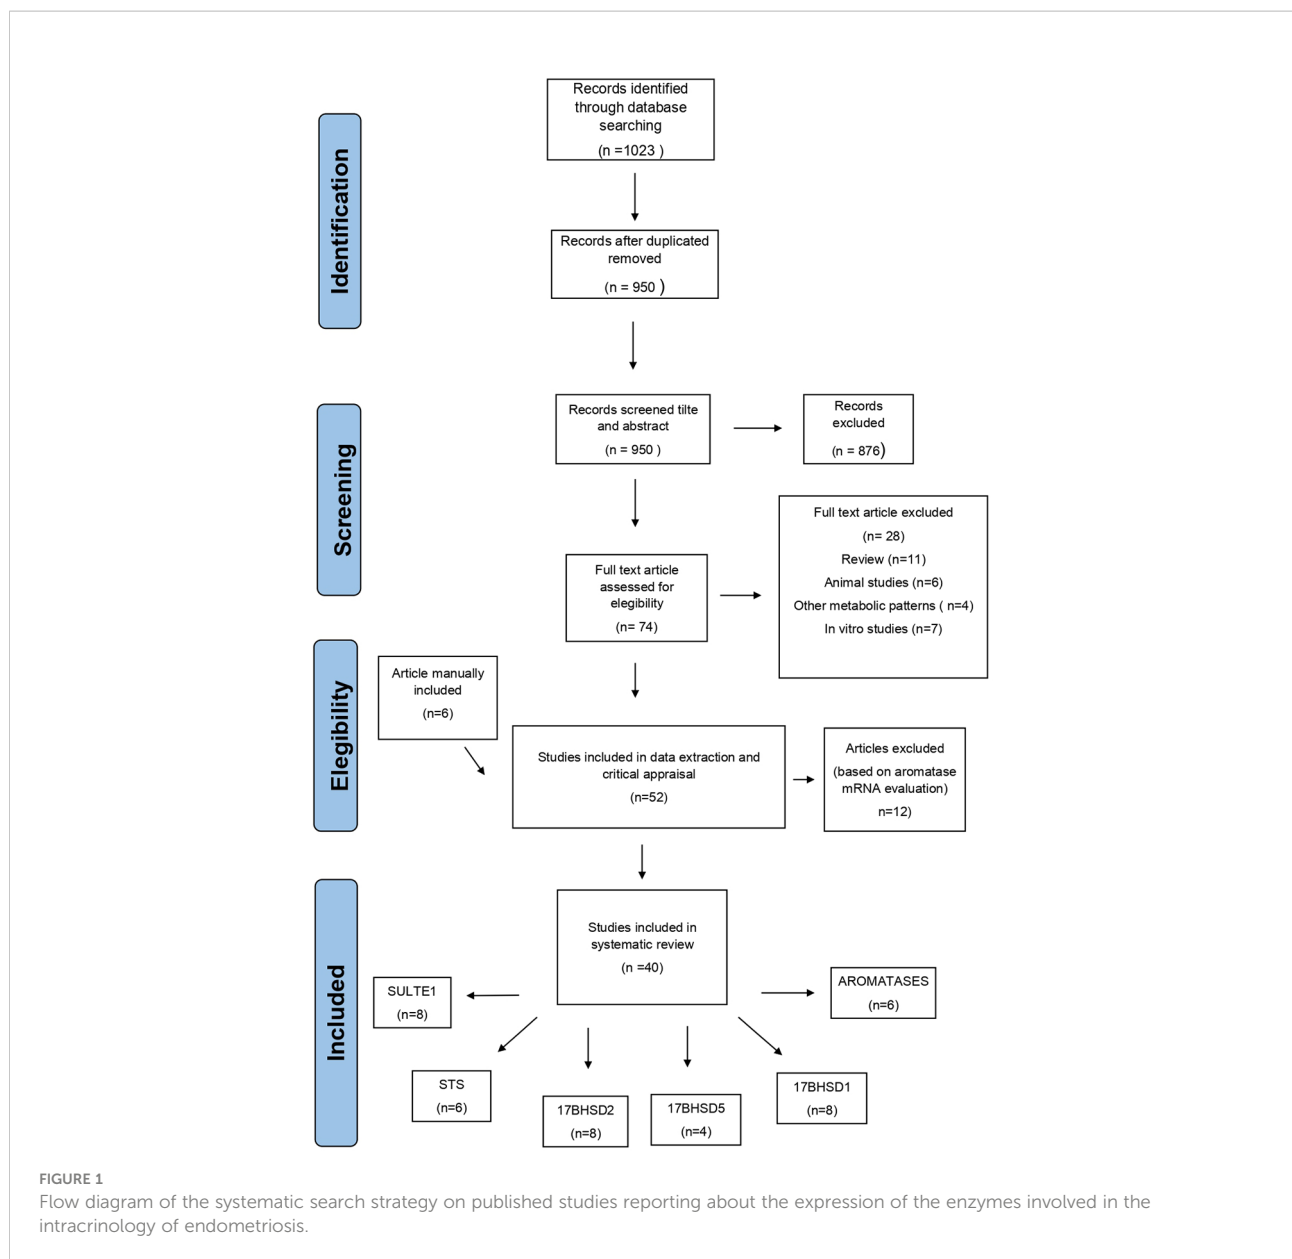 Identification
Records identified
through database
searching
(n =1023 )
Records after duplicated
removed
(n = 950 )
Screening
Records screened tilte
and abstract
(n = 950 )
Records
excluded
(n = 876)
Full text article
assessed for
elegibility
(n= 74)
Full text article excluded
(n= 28)
Review (n=11)
Animal studies (n=6)
Other metabolic patterns ( n=4)
In vitro studies (n=7)
Elegibility
Article manually
included
(n=6)
Studies included in data extraction and
critical appraisal
(n=52)
Articles excluded
(based on aromatase
mRNA evaluation)
n=12)
Included
Studies included in
systematic review
(n =40)
SULTE1
(n=8)
STS
(n=6)
17BHSD2
(n=8)
17BHSD5
(n=4)
17BHSD1
(n=8)
AROMATASES
(n=6)
FIGURE 1
Flow diagram of the systematic search strategy on published studies reporting about the expression of the enzymes involved in the
intracrinology of endometriosis.